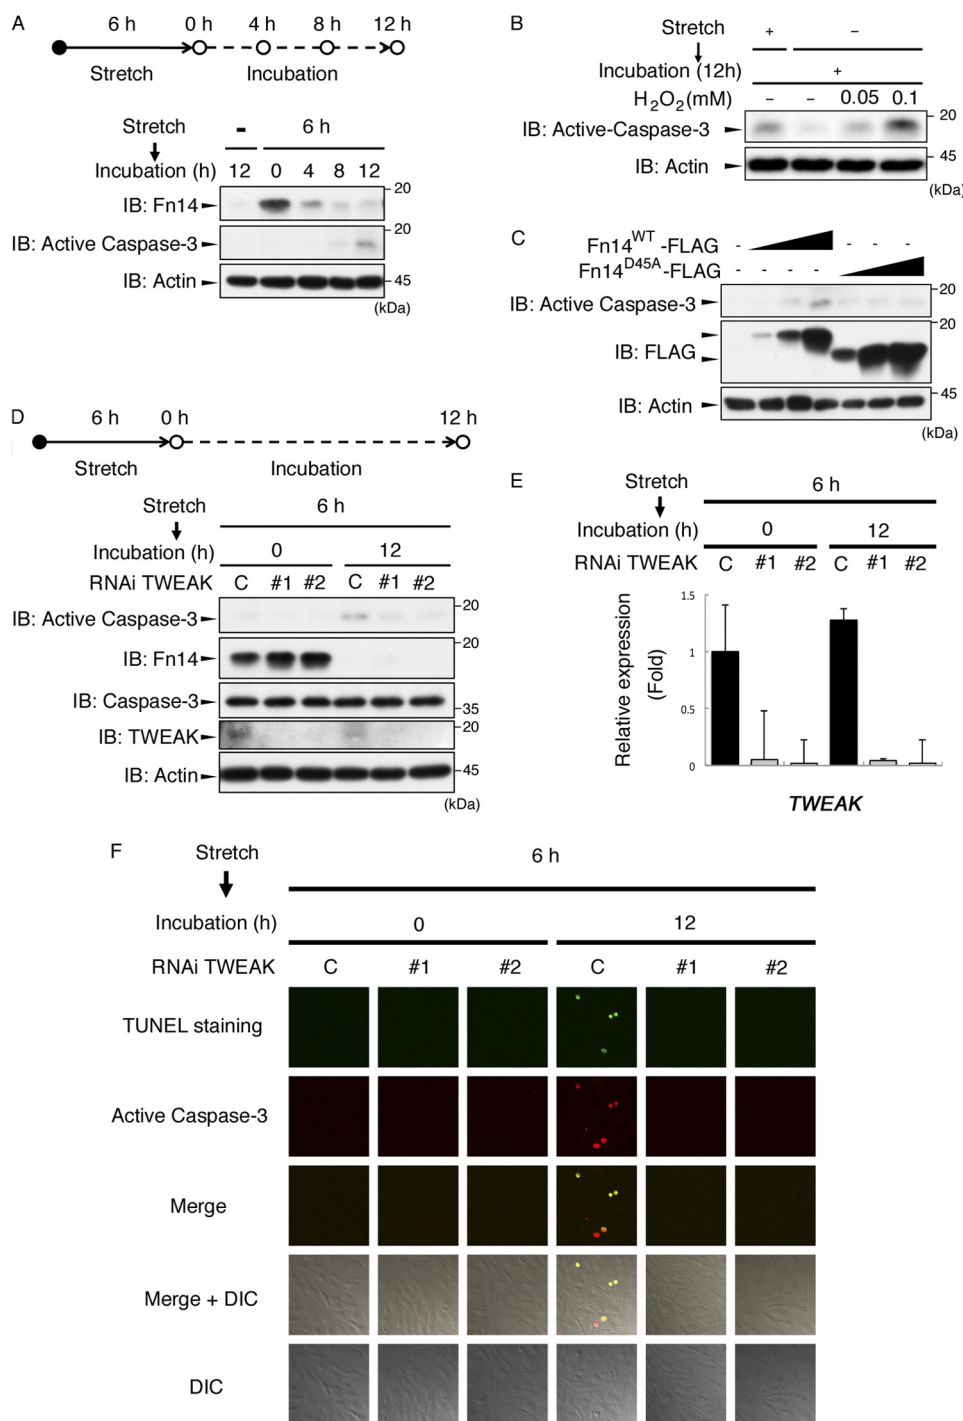 A
6 h 0 h 4 h 8 h 12 h
Stretch Incubation
Stretch - 6 h
Incubation (h) 12 0 4 8 12
IB: Fn14 20
IB: Active Caspase-3 20
IB: Actin 45
(kDa)
B
Stretch + −
Incubation (12h) +
H2O2(mM) − − 0.05 0.1
IB: Active-Caspase-3 20
IB: Actin 45
(kDa)
C
Fn14WT-FLAG - - - -
Fn14D45A-FLAG - - - -
IB: Active Caspase-3 20
IB: FLAG 20
IB: Actin 45
(kDa)
D
6 h 0 h 12 h
Stretch Incubation
Stretch 6 h
Incubation (h) 0 12
RNAi TWEAK C #1 #2 C #1 #2
IB: Active Caspase-3 20
IB: Fn14 20
IB: Caspase-3 35
IB: TWEAK 20
IB: Actin 45
(kDa)
E
Stretch 6 h
Incubation (h) 0 12
RNAi TWEAK C #1 #2 C #1 #2
Relative expression
(Fold)
1.5
1
0.5
0
TWEAK
F
Stretch 6 h
Incubation (h) 0 12
RNAi TWEAK C #1 #2 C #1 #2
TUNEL staining
Active Caspase-3
Merge
Merge + DIC
DIC